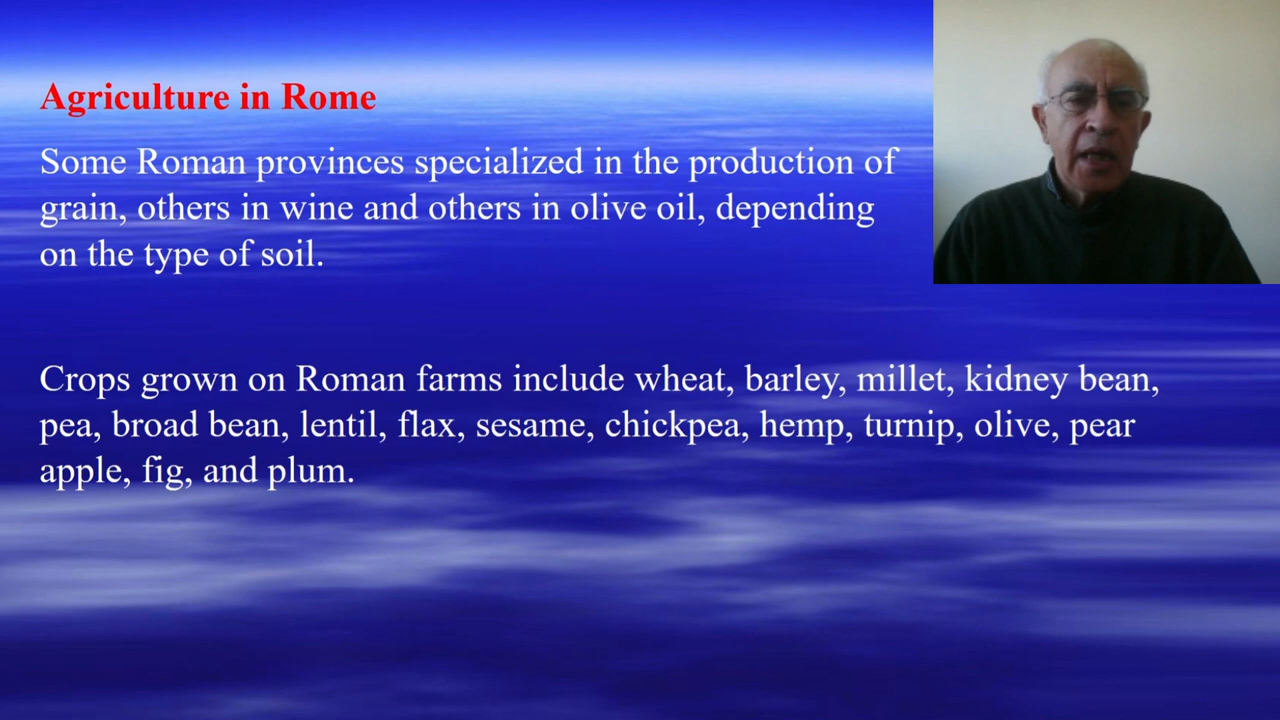 Agriculture in Rome
Some Roman provinces specialized in the production of
grain, others in wine and others in olive oil, depending
on the type of soil.
Crops grown on Roman farms include wheat, barley, millet, kidney bean,
pea, broad bean, lentil, flax, sesame, chickpea, hemp, turnip, olive, pear
apple, fig, and plum.